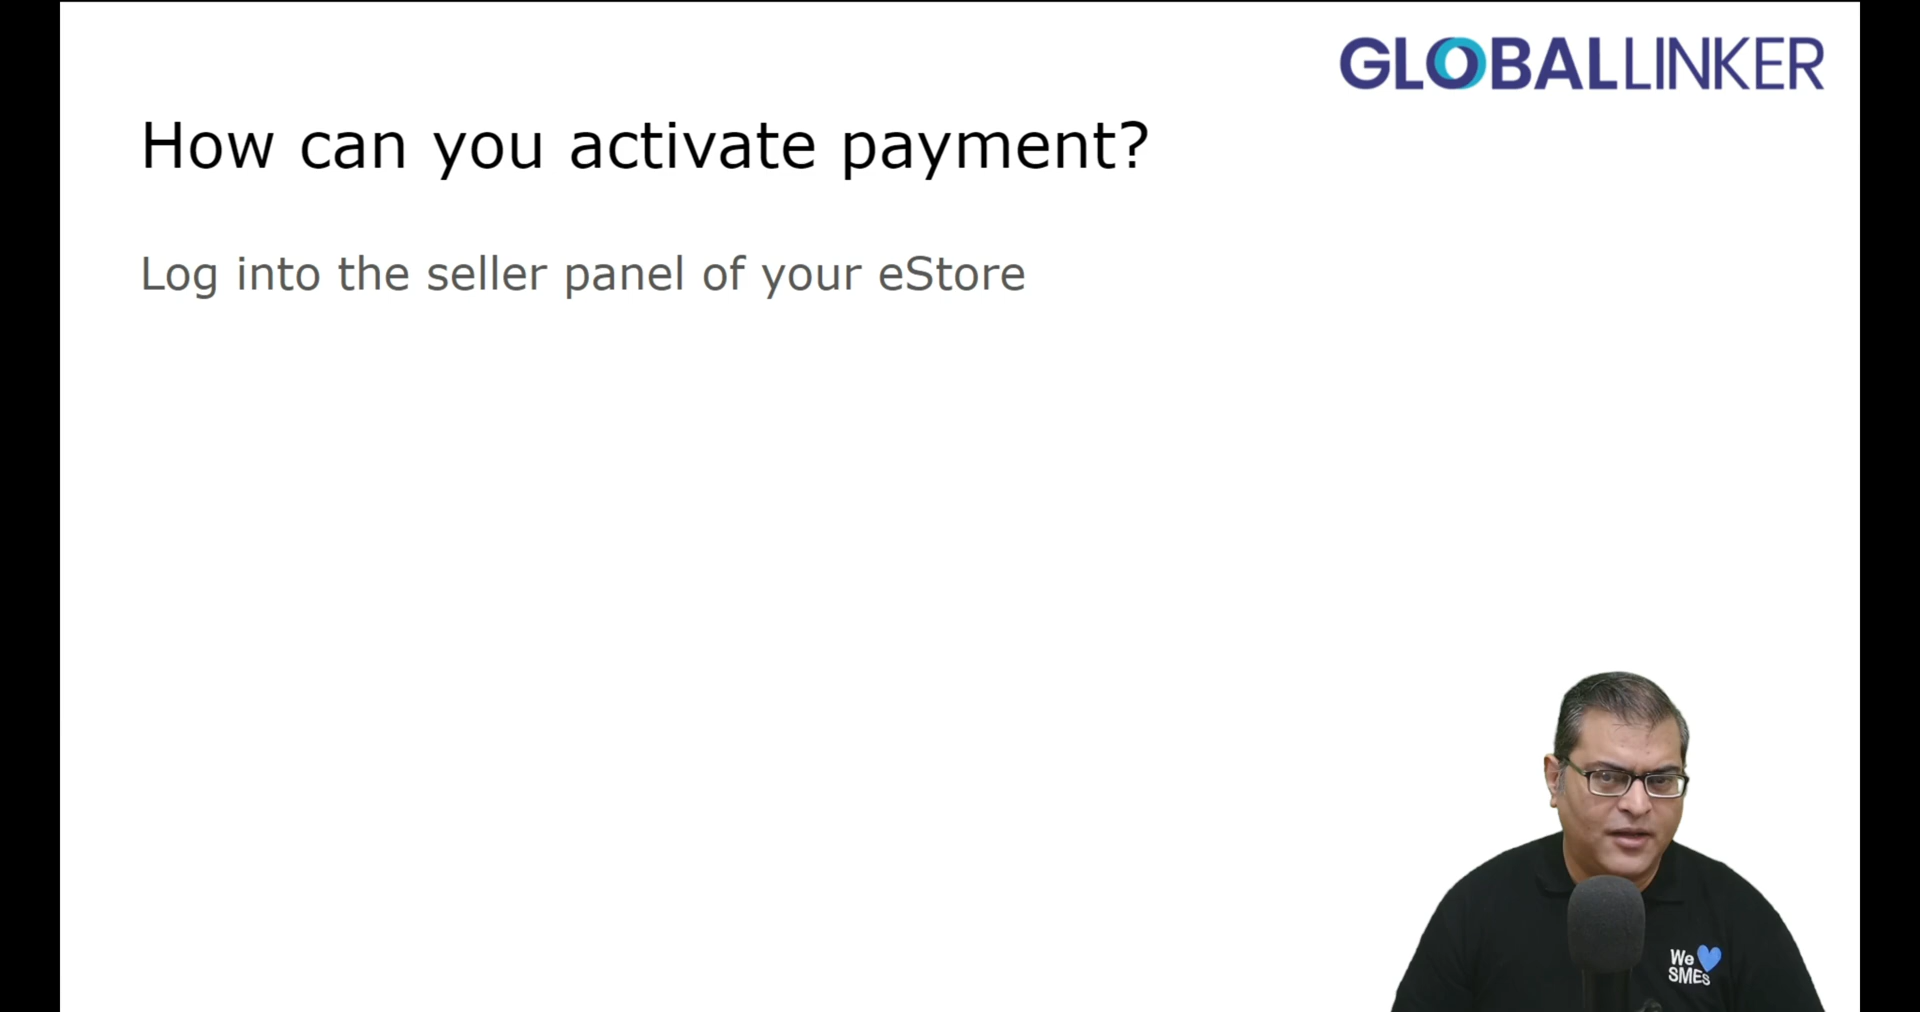 GLOBALLINKER
How can you activate payment?
Log into the seller panel of your eStore
We
SMEs